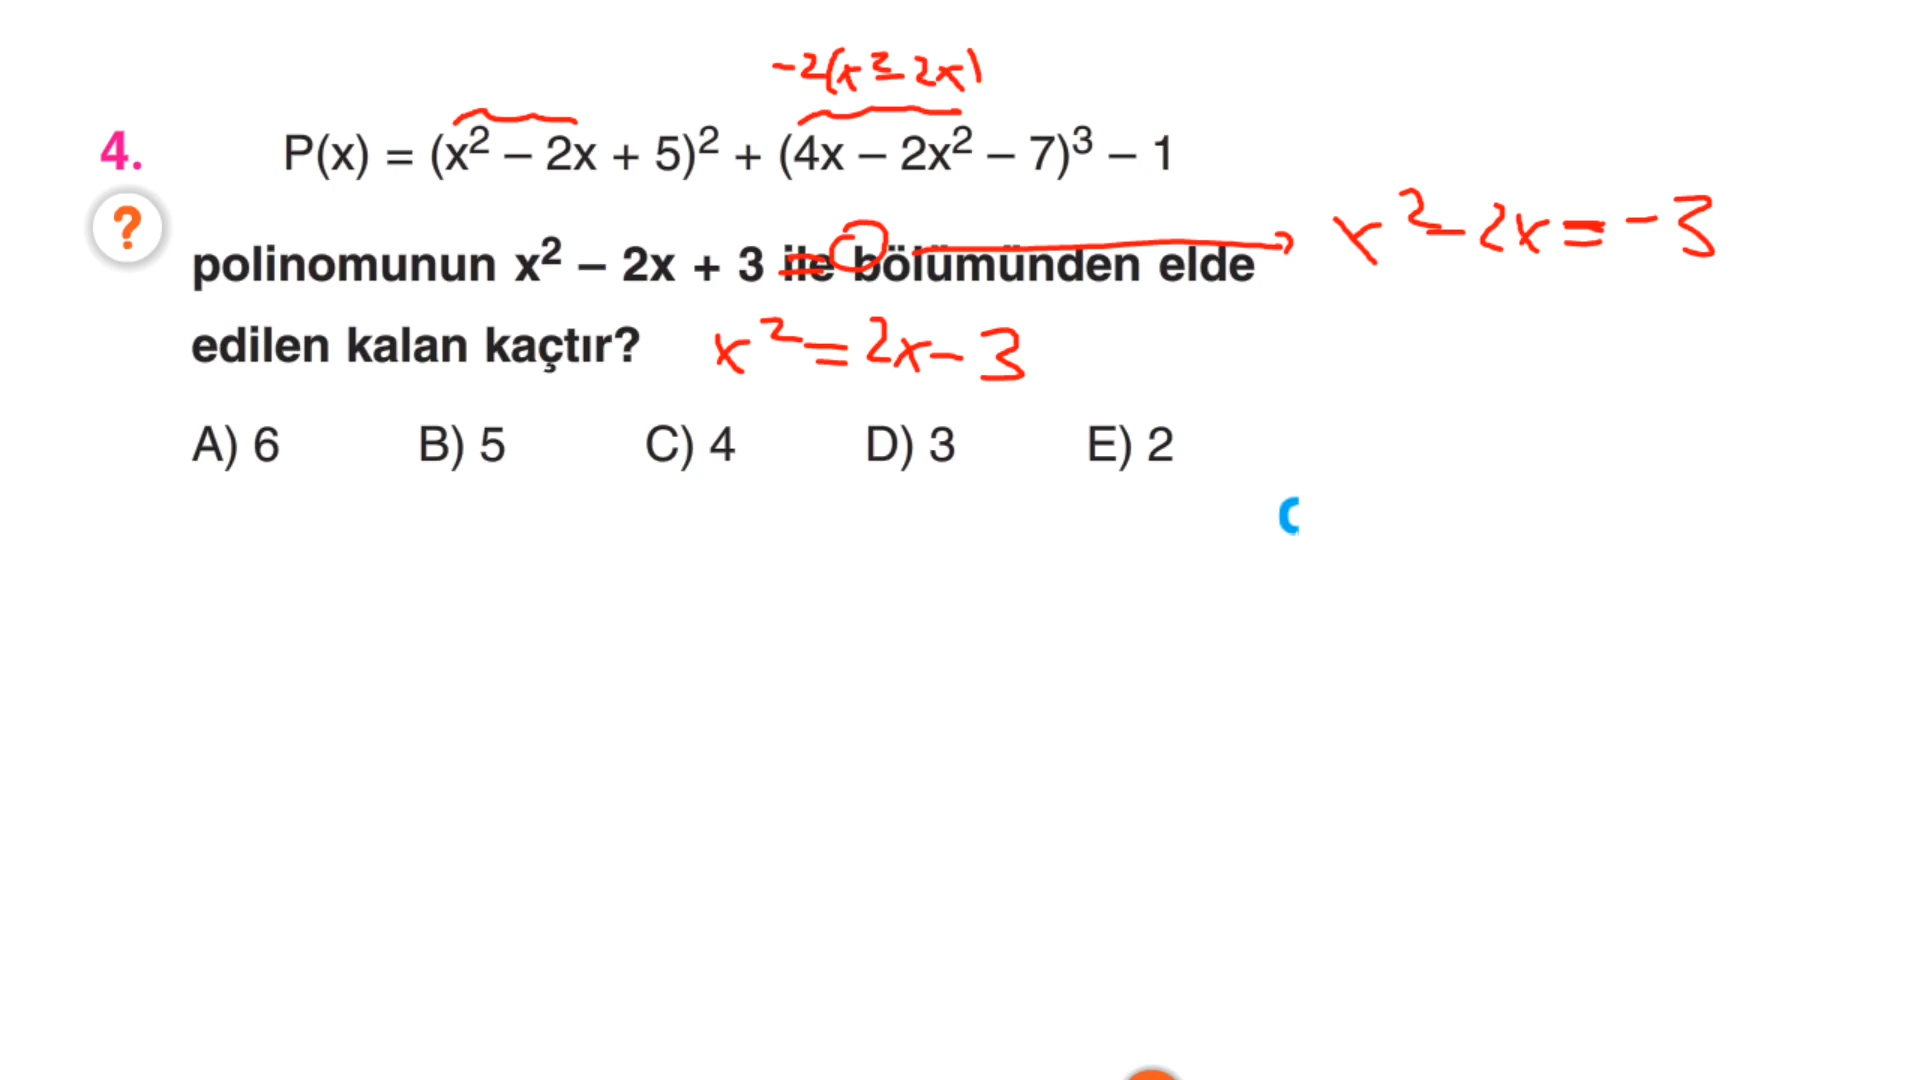 -2(x²-2x)
4. P(x) = (x² – 2x + 5)² + (4x – 2x² – 7)³ – 1
? polinomunun x² – 2x + 3 ile bölümünden elde x²-2x=-3
edilen kalan kaçtır? x²=2x-3
A) 6 B) 5 C) 4 D) 3 E) 2